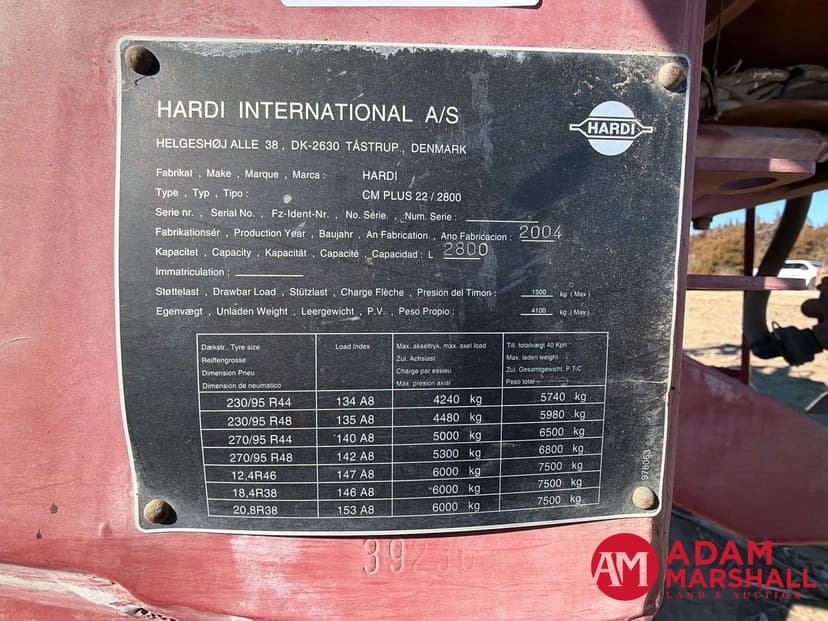 HARDI INTERNATIONAL A/S
HELGESHØJ ALLE 38 , DK-2630 TÅSTRUP , DENMARK
HARDI
Fabrikat , Make , Marque , Marca : HARDI
Type , Typ , Tipo : CM PLUS 22 / 2800
Serie nr. , Serial No. , Fz-Ident-Nr. , No. Série. , Num. Serie :
Fabrikationsér , Production Year , Baujahr , An Fabrication , Ano Fabricacion : 2004
Kapacitet , Capacity , Kapacität , Capacité , Capacidad : L 2800
Immatriculation :
Støttelast , Drawbar Load , Stützlast , Charge Flèche , Presion del Timon : 1500 kg ( Max )
Egenvægt , Unladen Weight , Leergewicht , P.V. , Peso Propio : 4100 kg ( Max )
Dækstr. , Tyre size Load Index Max. akseltryk, max. axel load Till. totalvægt 40 Kph
Reiffengrosse Zul. Achslast Max. laden weight
Dimension Pneu Charge par essieu Zul. Gesamtgewicht, P.T.C
Dimension de neumatico Max. presion axial Peso total
230/95 R44 134 A8 4240 kg 5740 kg
230/95 R48 135 A8 4480 kg 5980 kg
270/95 R44 140 A8 5000 kg 6500 kg
270/95 R48 142 A8 5300 kg 6800 kg
12,4R46 147 A8 6000 kg 7500 kg
18,4R38 146 A8 6000 kg 7500 kg
20,8R38 153 A8 6000 kg 7500 kg
978063
AM ADAM
MARSHALL
LAND & AUCTION